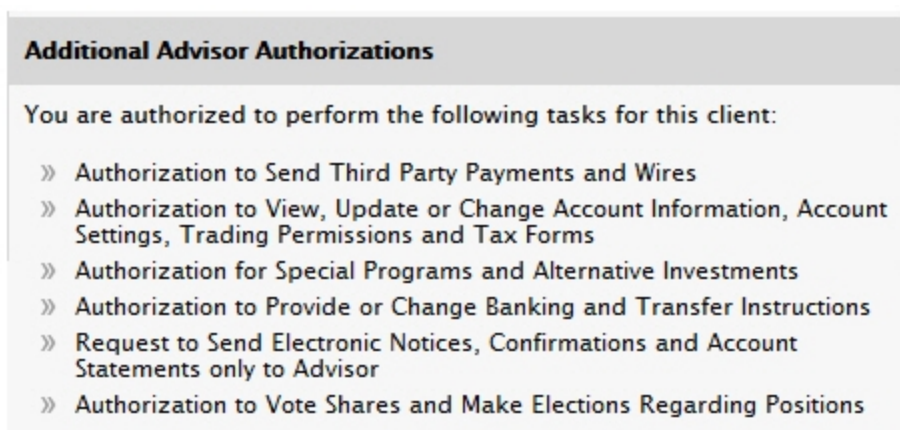 Additional Advisor Authorizations
You are authorized to perform the following tasks for this client:
» Authorization to Send Third Party Payments and Wires
» Authorization to View, Update or Change Account Information, Account
Settings, Trading Permissions and Tax Forms
» Authorization for Special Programs and Alternative Investments
» Authorization to Provide or Change Banking and Transfer Instructions
» Request to Send Electronic Notices, Confirmations and Account
Statements only to Advisor
» Authorization to Vote Shares and Make Elections Regarding Positions